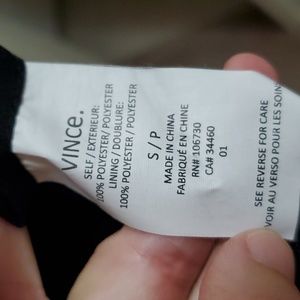 VINCE.
SELF / EXTERIEUR:
100% POLYESTER/ POLYESTER
LINING / DOUBLURE:
100% POLYESTER / POLYESTER
S / P
MADE IN CHINA
FABRIQUÉ EN CHINE
RN# 106730
CA# 34460
01
SEE REVERSE FOR CARE
VOIR AU VERSO POUR LES SOIN